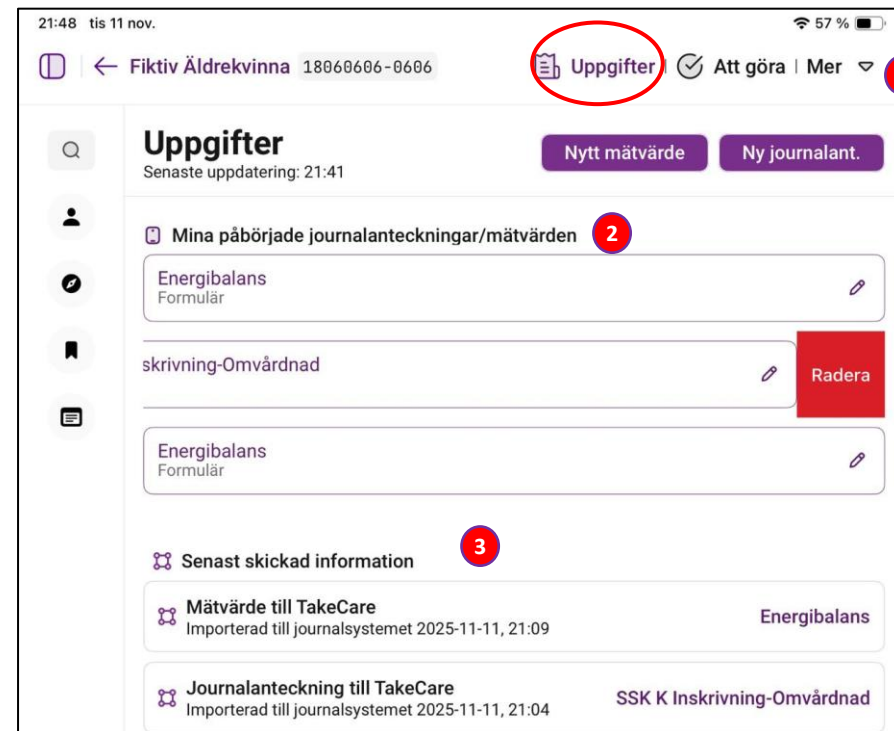 21:48 tis 11 nov. 57 %
Fiktiv Äldrekvinna 18060606-0606 Uppgifter | Att göra | Mer
Uppgifter
Senaste uppdatering: 21:41
Nytt mätvärde Ny journalant.
Mina påbörjade journalanteckningar/mätvärden 2
Energibalans
Formulär
skrivning-Omvårdnad
Radera
Energibalans
Formulär
Senast skickad information 3
Mätvärde till TakeCare
Importerad till journalsystemet 2025-11-11, 21:09
Energibalans
Journalanteckning till TakeCare
Importerad till journalsystemet 2025-11-11, 21:04
SSK K Inskrivning-Omvårdnad